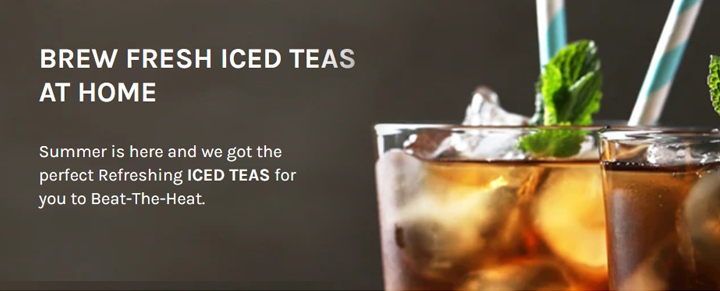 BREW FRESH ICED TEAS
AT HOME
Summer is here and we got the
perfect Refreshing ICED TEAS for
you to Beat-The-Heat.